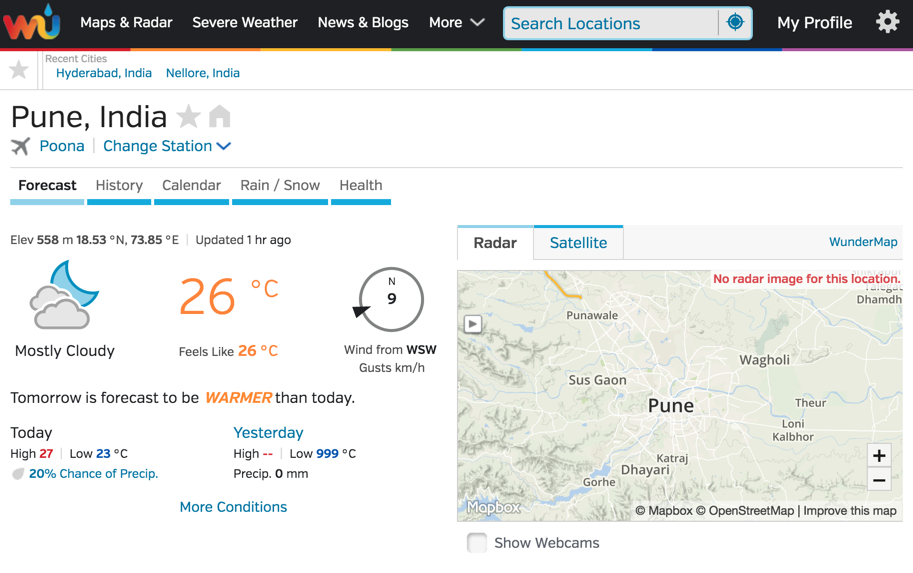 WU Maps & Radar Severe Weather News & Blogs More Search Locations My Profile
Recent Cities
Hyderabad, India Nellore, India
Pune, India
Poona Change Station
Forecast History Calendar Rain / Snow Health
Elev 558 m 18.53 °N, 73.85 °E Updated 1 hr ago
26 °C
N
9
Mostly Cloudy
Feels Like 26 °C
Wind from WSW
Gusts km/h
Tomorrow is forecast to be WARMER than today.
Today
High 27 Low 23 °C
20% Chance of Precip.
Yesterday
High -- Low 999 °C
Precip. 0 mm
More Conditions
Radar Satellite WunderMap
No radar image for this location.
Dhamdh
Punawale
Wagholi
Sus Gaon
Pune
Theur
Loni
Kalbhor
Katraj
Dhayari
Gorhe
+
−
Mapbox
© Mapbox © OpenStreetMap Improve this map
Show Webcams